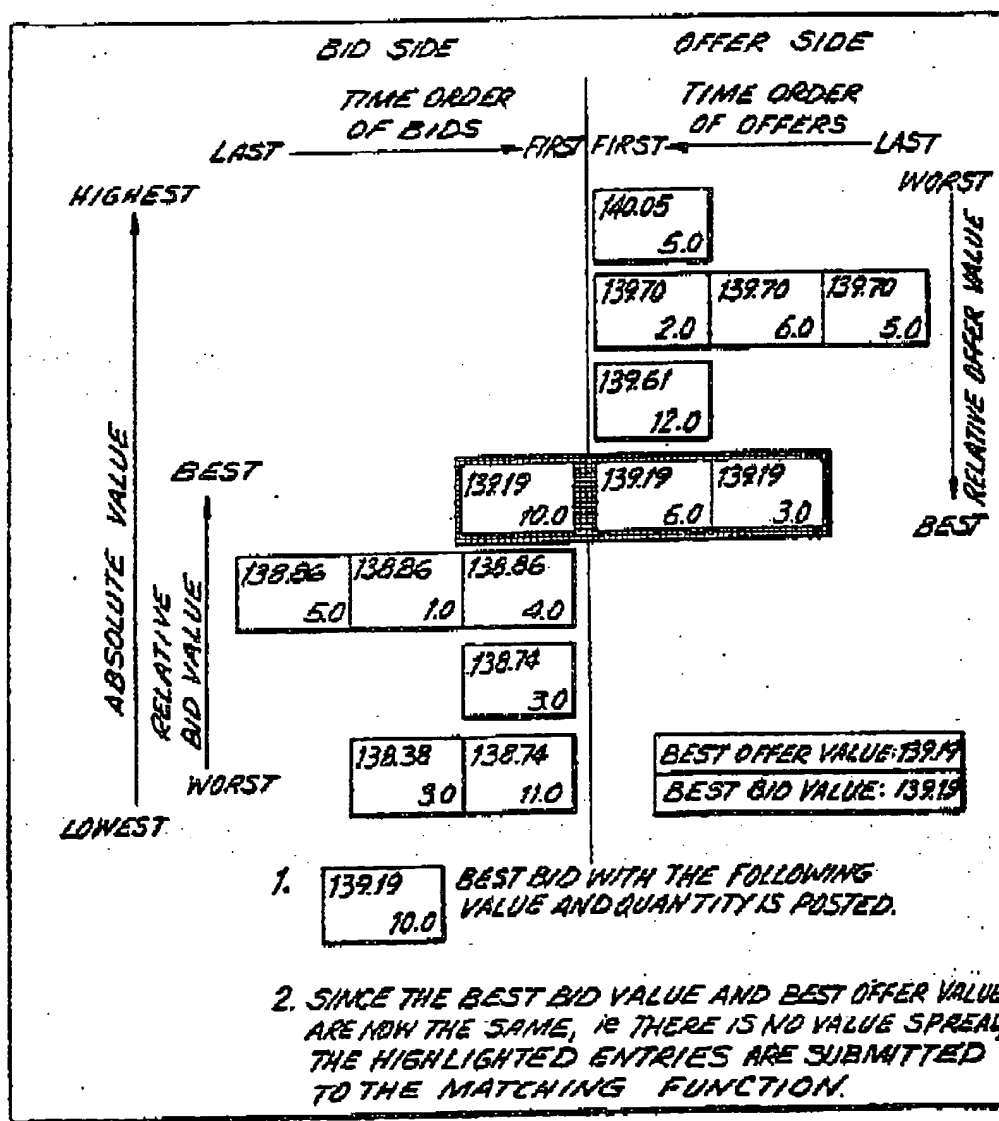 BID SIDE
OFFER SIDE
TIME ORDER
OF BIDS
TIME ORDER
OF OFFERS
LAST
FIRST
FIRST
LAST
HIGHEST
WORST
140.05
5.0
139.70
139.70
139.70
2.0
6.0
5.0
139.61
12.0
RELATIVE OFFER VALUE
ABSOLUTE VALUE
BEST
139.19
139.19
139.19
10.0
6.0
3.0
BEST
138.86
138.86
138.86
5.0
1.0
4.0
RELATIVE
BID VALUE
138.74
3.0
138.38
138.74
9.0
11.0
WORST
LOWEST
BEST OFFER VALUE: 139.19
BEST BID VALUE: 139.19
1.
139.19
10.0
BEST BID WITH THE FOLLOWING
VALUE AND QUANTITY IS POSTED.
2. SINCE THE BEST BID VALUE AND BEST OFFER VALUE
ARE NOW THE SAME, ie THERE IS NO VALUE SPREAD,
THE HIGHLIGHTED ENTRIES ARE SUBMITTED
TO THE MATCHING FUNCTION.